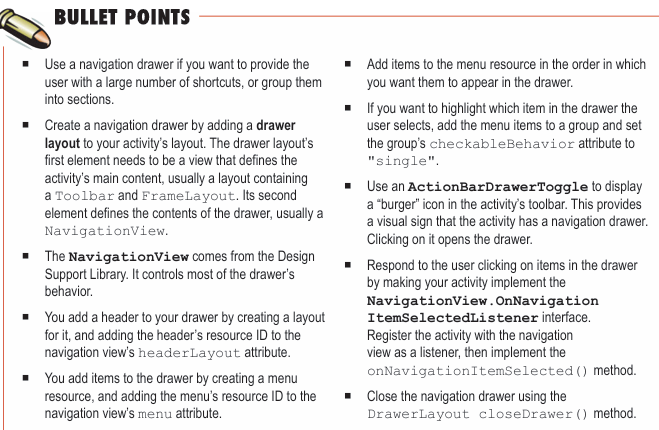 BULLET POINTS
Use a navigation drawer if you want to provide the
user with a large number of shortcuts, or group them
into sections.
Create a navigation drawer by adding a drawer
layout to your activity's layout. The drawer layout's
first element needs to be a view that defines the
activity's main content, usually a layout containing
a Toolbar and FrameLayout. Its second
element defines the contents of the drawer, usually a
NavigationView.
The NavigationView comes from the Design
Support Library. It controls most of the drawer's
behavior.
You add a header to your drawer by creating a layout
for it, and adding the header's resource ID to the
navigation view's headerLayout attribute.
You add items to the drawer by creating a menu
resource, and adding the menu's resource ID to the
navigation view's menu attribute.
Add items to the menu resource in the order in which
you want them to appear in the drawer.
If you want to highlight which item in the drawer the
user selects, add the menu items to a group and set
the group's checkableBehavior attribute to
"single".
Use an ActionBarDrawerToggle to display
a “burger” icon in the activity's toolbar. This provides
a visual sign that the activity has a navigation drawer.
Clicking on it opens the drawer.
Respond to the user clicking on items in the drawer
by making your activity implement the
NavigationView.OnNavigation
ItemSelectedListener interface.
Register the activity with the navigation
view as a listener, then implement the
onNavigationItemSelected() method.
Close the navigation drawer using the
DrawerLayout closeDrawer() method.